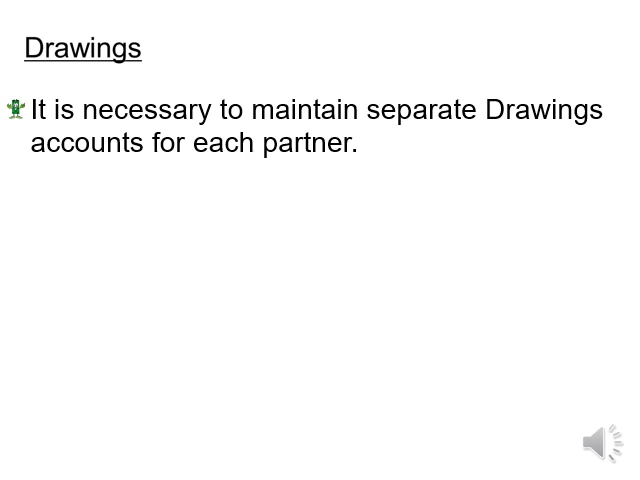 Drawings
It is necessary to maintain separate Drawings
accounts for each partner.